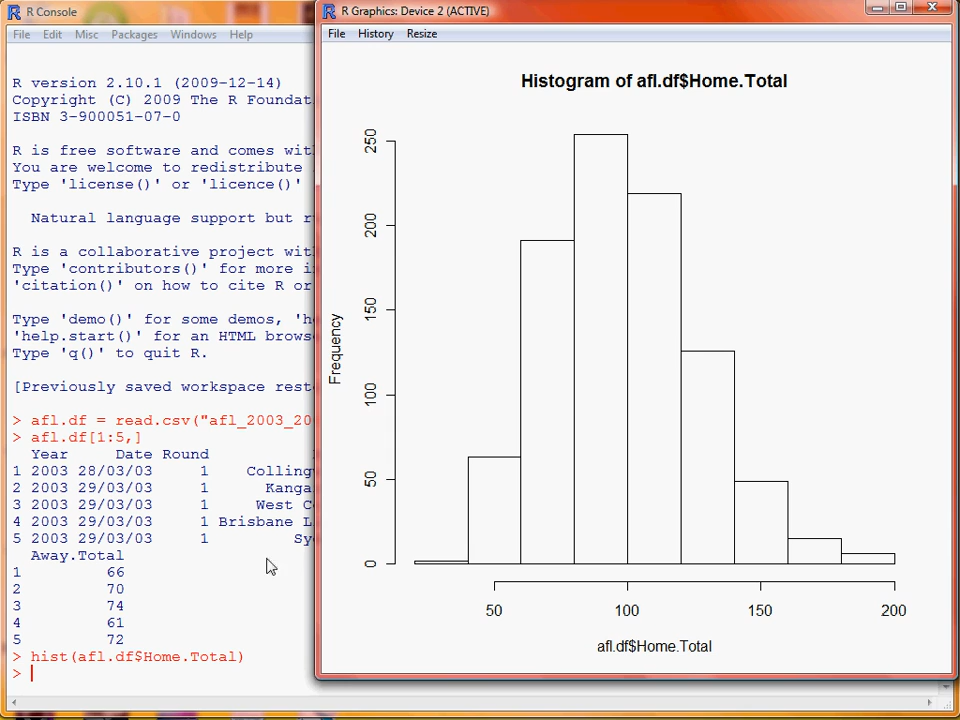 R Console
File Edit Misc Packages Windows Help
R version 2.10.1 (2009-12-14)
Copyright (C) 2009 The R Foundat
ISBN 3-900051-07-0
R is free software and comes wit
You are welcome to redistribute
Type 'license()' or 'licence()'
Natural language support but r
R is a collaborative project wit
Type 'contributors()' for more i
'citation()' on how to cite R or
Type 'demo()' for some demos, 'he
'help.start()' for an HTML brows
Type 'q()' to quit R.
[Previously saved workspace rest
> afl.df = read.csv("afl_2003_20
> afl.df[1:5,]
Year Date Round
1 2003 28/03/03 1 Colling
2 2003 29/03/03 1 Kanga
3 2003 29/03/03 1 West C
4 2003 29/03/03 1 Brisbane L
5 2003 29/03/03 1 Sy
Away.Total
1 66
2 70
3 74
4 61
5 72
> hist(afl.df$Home.Total)
>
R Graphics: Device 2 (ACTIVE)
File History Resize
Histogram of afl.df$Home.Total
Frequency
250
200
150
100
50
0
50 100 150 200
afl.df$Home.Total